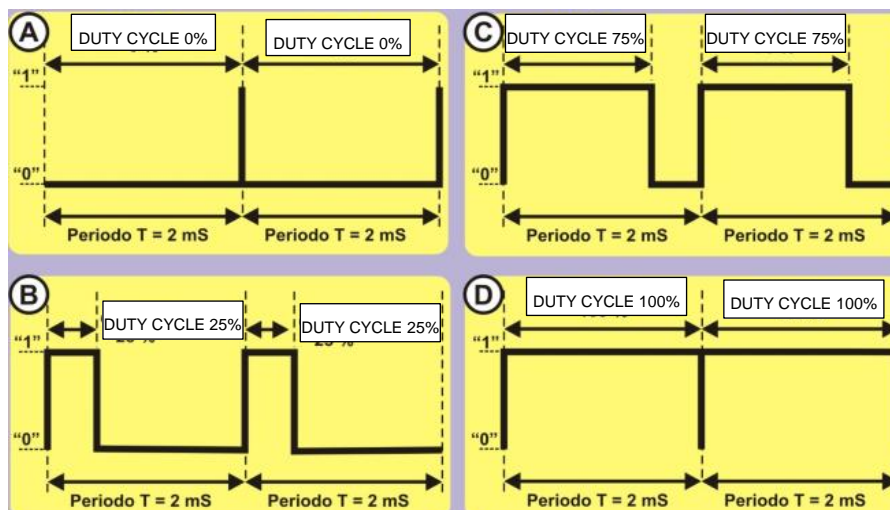 A
DUTY CYCLE 0%
DUTY CYCLE 0%
“1”
“0”
Periodo T = 2 mS
Periodo T = 2 mS
C
DUTY CYCLE 75%
DUTY CYCLE 75%
“1”
“0”
Periodo T = 2 mS
Periodo T = 2 mS
B
DUTY CYCLE 25%
DUTY CYCLE 25%
“1”
“0”
Periodo T = 2 mS
Periodo T = 2 mS
D
DUTY CYCLE 100%
DUTY CYCLE 100%
“1”
“0”
Periodo T = 2 mS
Periodo T = 2 mS